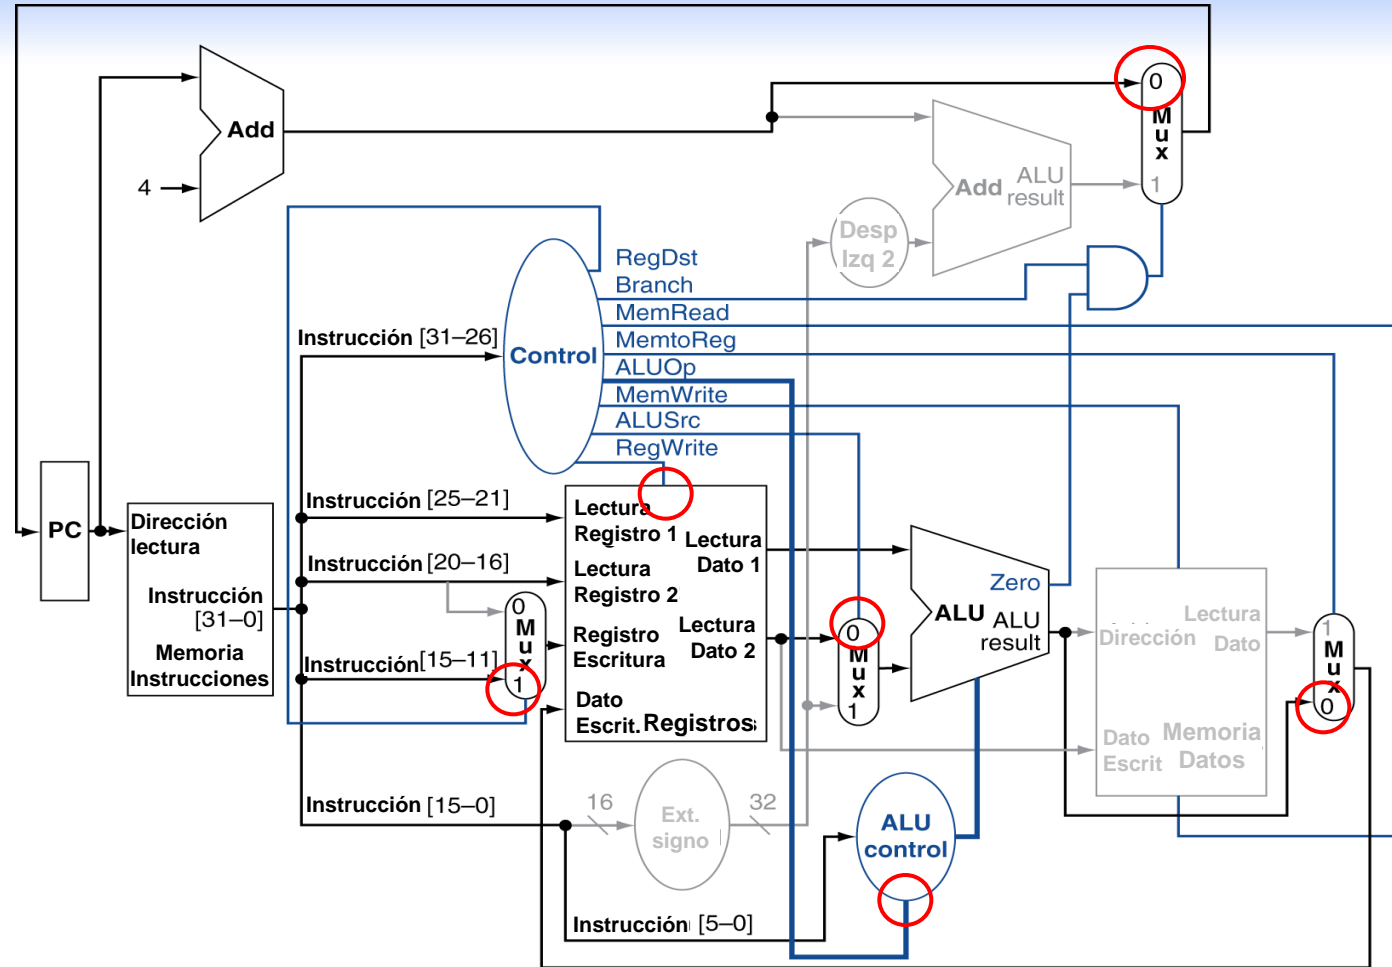 0
M
u
x
1
Add
4
Add
ALU
result
Desp
Izq 2
RegDst
Branch
MemRead
MemtoReg
ALUOp
MemWrite
ALUSrc
RegWrite
Instrucción [31–26]
Control
Instrucción [25–21]
Instrucción [20–16]
Instrucción [15–11]
Instrucción [15–0]
Instrucción [5–0]
PC
Dirección
lectura
Instrucción
[31–0]
Memoria
Instrucciones
0
M
u
x
1
Lectura
Registro 1
Lectura
Registro 2
Registro
Escritura
Dato
Escrit.
Registros
Lectura
Dato 1
Lectura
Dato 2
0
M
u
x
1
Zero
ALU
ALU
result
Dirección
Lectura
Dato
Dato
Escrit
Memoria
Datos
1
M
u
x
0
16
Ext.
signo
32
ALU
control